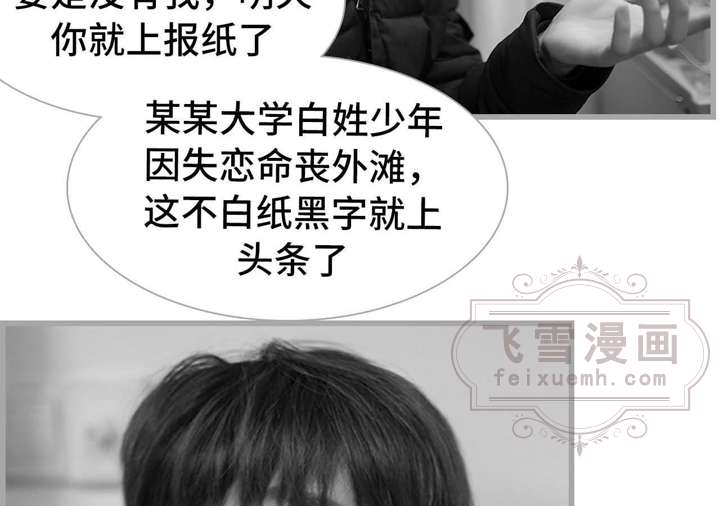 你就上报纸了
某某大学白姓少年
因失恋命丧外滩，
这不白纸黑字就上
头条了
飞雪漫画
feixuemh.com